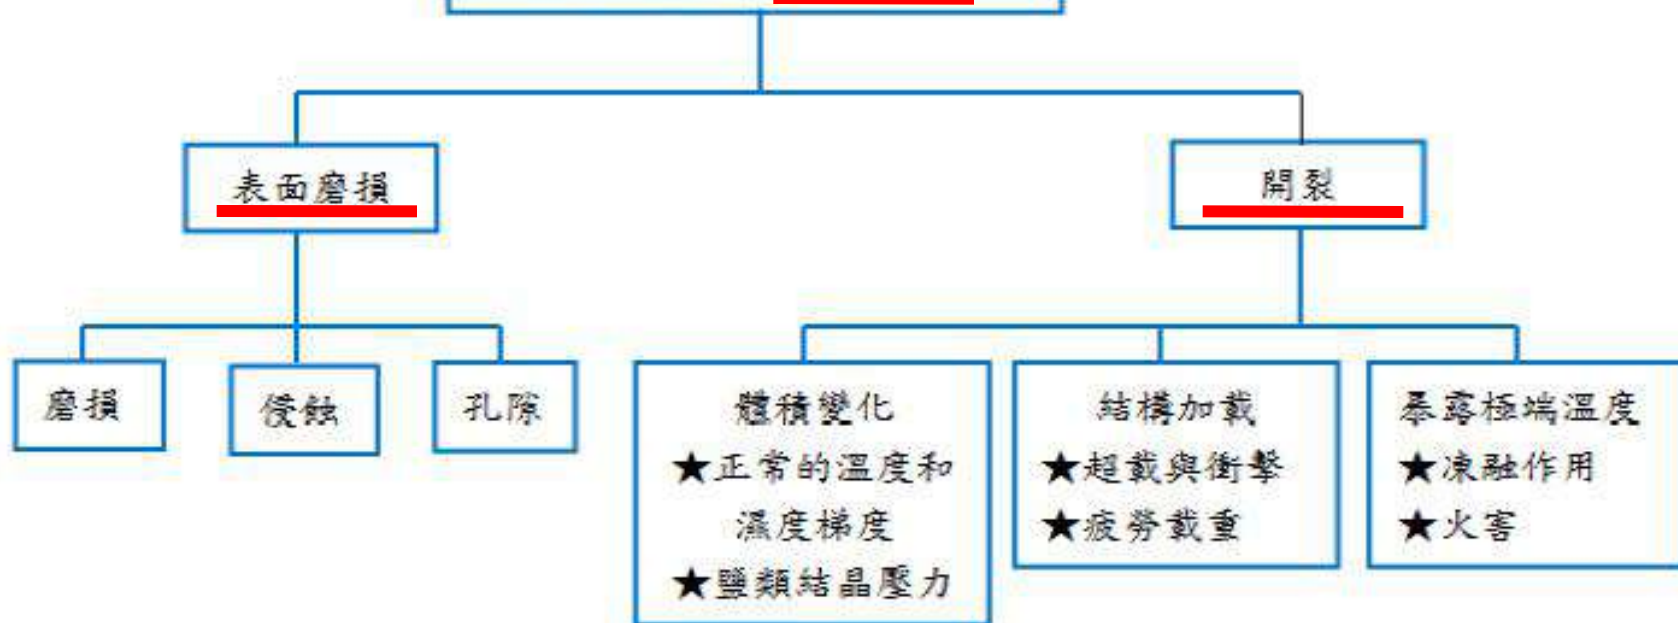 表面磨損
開裂
磨損
侵蝕
孔隙
體積變化
★正常的溫度和
濕度梯度
★鹽類結晶壓力
結構加載
★超載與衝擊
★疲勞載重
暴露極端溫度
★凍融作用
★火害